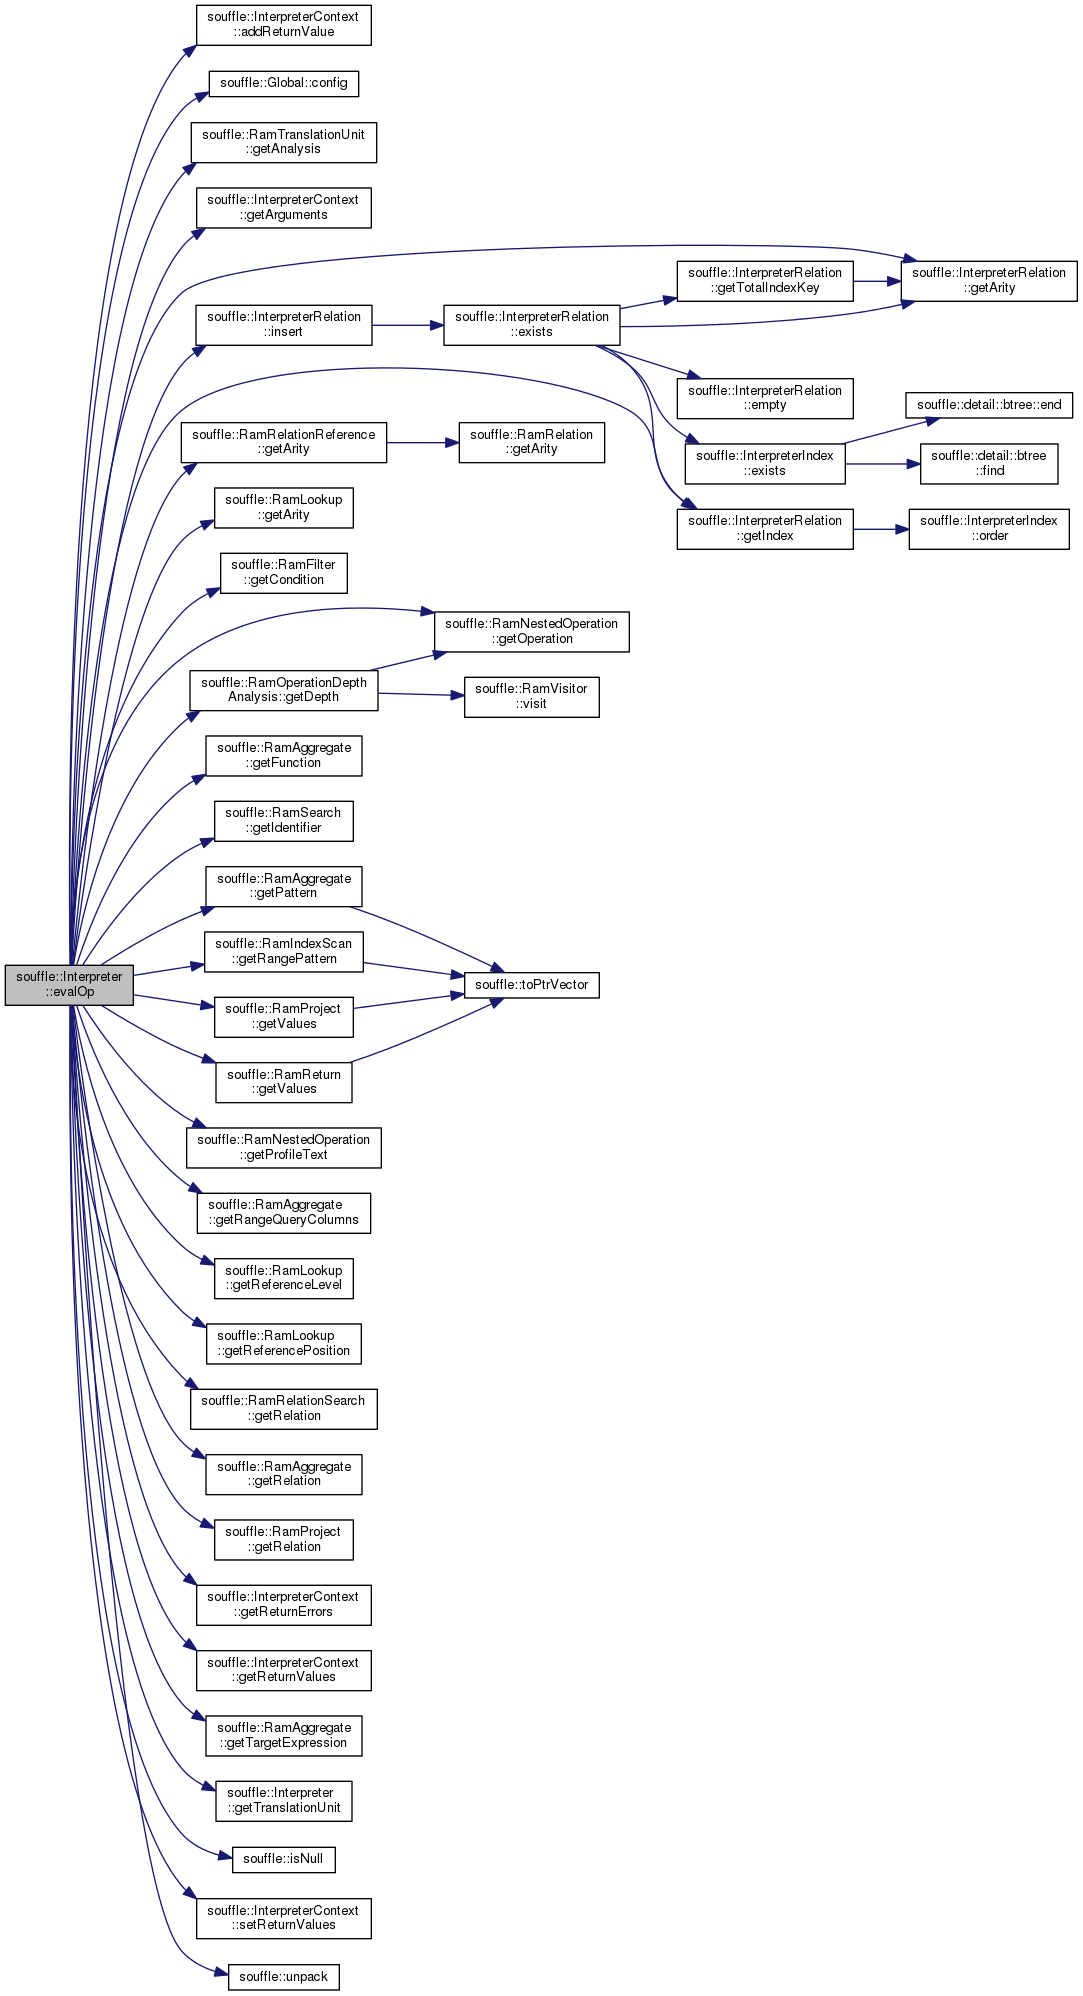 souffle::InterpreterContext
::addReturnValue
souffle::Global::config
souffle::RamTranslationUnit
::getAnalysis
souffle::InterpreterContext
::getArguments
souffle::InterpreterRelation
::getTotalIndexKey
souffle::InterpreterRelation
::getArity
souffle::InterpreterRelation
::insert
souffle::InterpreterRelation
::exists
souffle::InterpreterRelation
::empty
souffle::detail::btree::end
souffle::RamRelationReference
::getArity
souffle::RamRelation
::getArity
souffle::InterpreterIndex
::exists
souffle::detail::btree
::find
souffle::RamLookup
::getArity
souffle::InterpreterRelation
::getIndex
souffle::InterpreterIndex
::order
souffle::RamFilter
::getCondition
souffle::RamNestedOperation
::getOperation
souffle::RamOperationDepth
Analysis::getDepth
souffle::RamVisitor
::visit
souffle::RamAggregate
::getFunction
souffle::RamSearch
::getIdentifier
souffle::RamAggregate
::getPattern
souffle::RamIndexScan
::getRangePattern
souffle::Interpreter
::evalOp
souffle::toPtrVector
souffle::RamProject
::getValues
souffle::RamReturn
::getValues
souffle::RamNestedOperation
::getProfileText
souffle::RamAggregate
::getRangeQueryColumns
souffle::RamLookup
::getReferenceLevel
souffle::RamLookup
::getReferencePosition
souffle::RamRelationSearch
::getRelation
souffle::RamAggregate
::getRelation
souffle::RamProject
::getRelation
souffle::InterpreterContext
::getReturnErrors
souffle::InterpreterContext
::getReturnValues
souffle::RamAggregate
::getTargetExpression
souffle::Interpreter
::getTranslationUnit
souffle::isNull
souffle::InterpreterContext
::setReturnValues
souffle::unpack